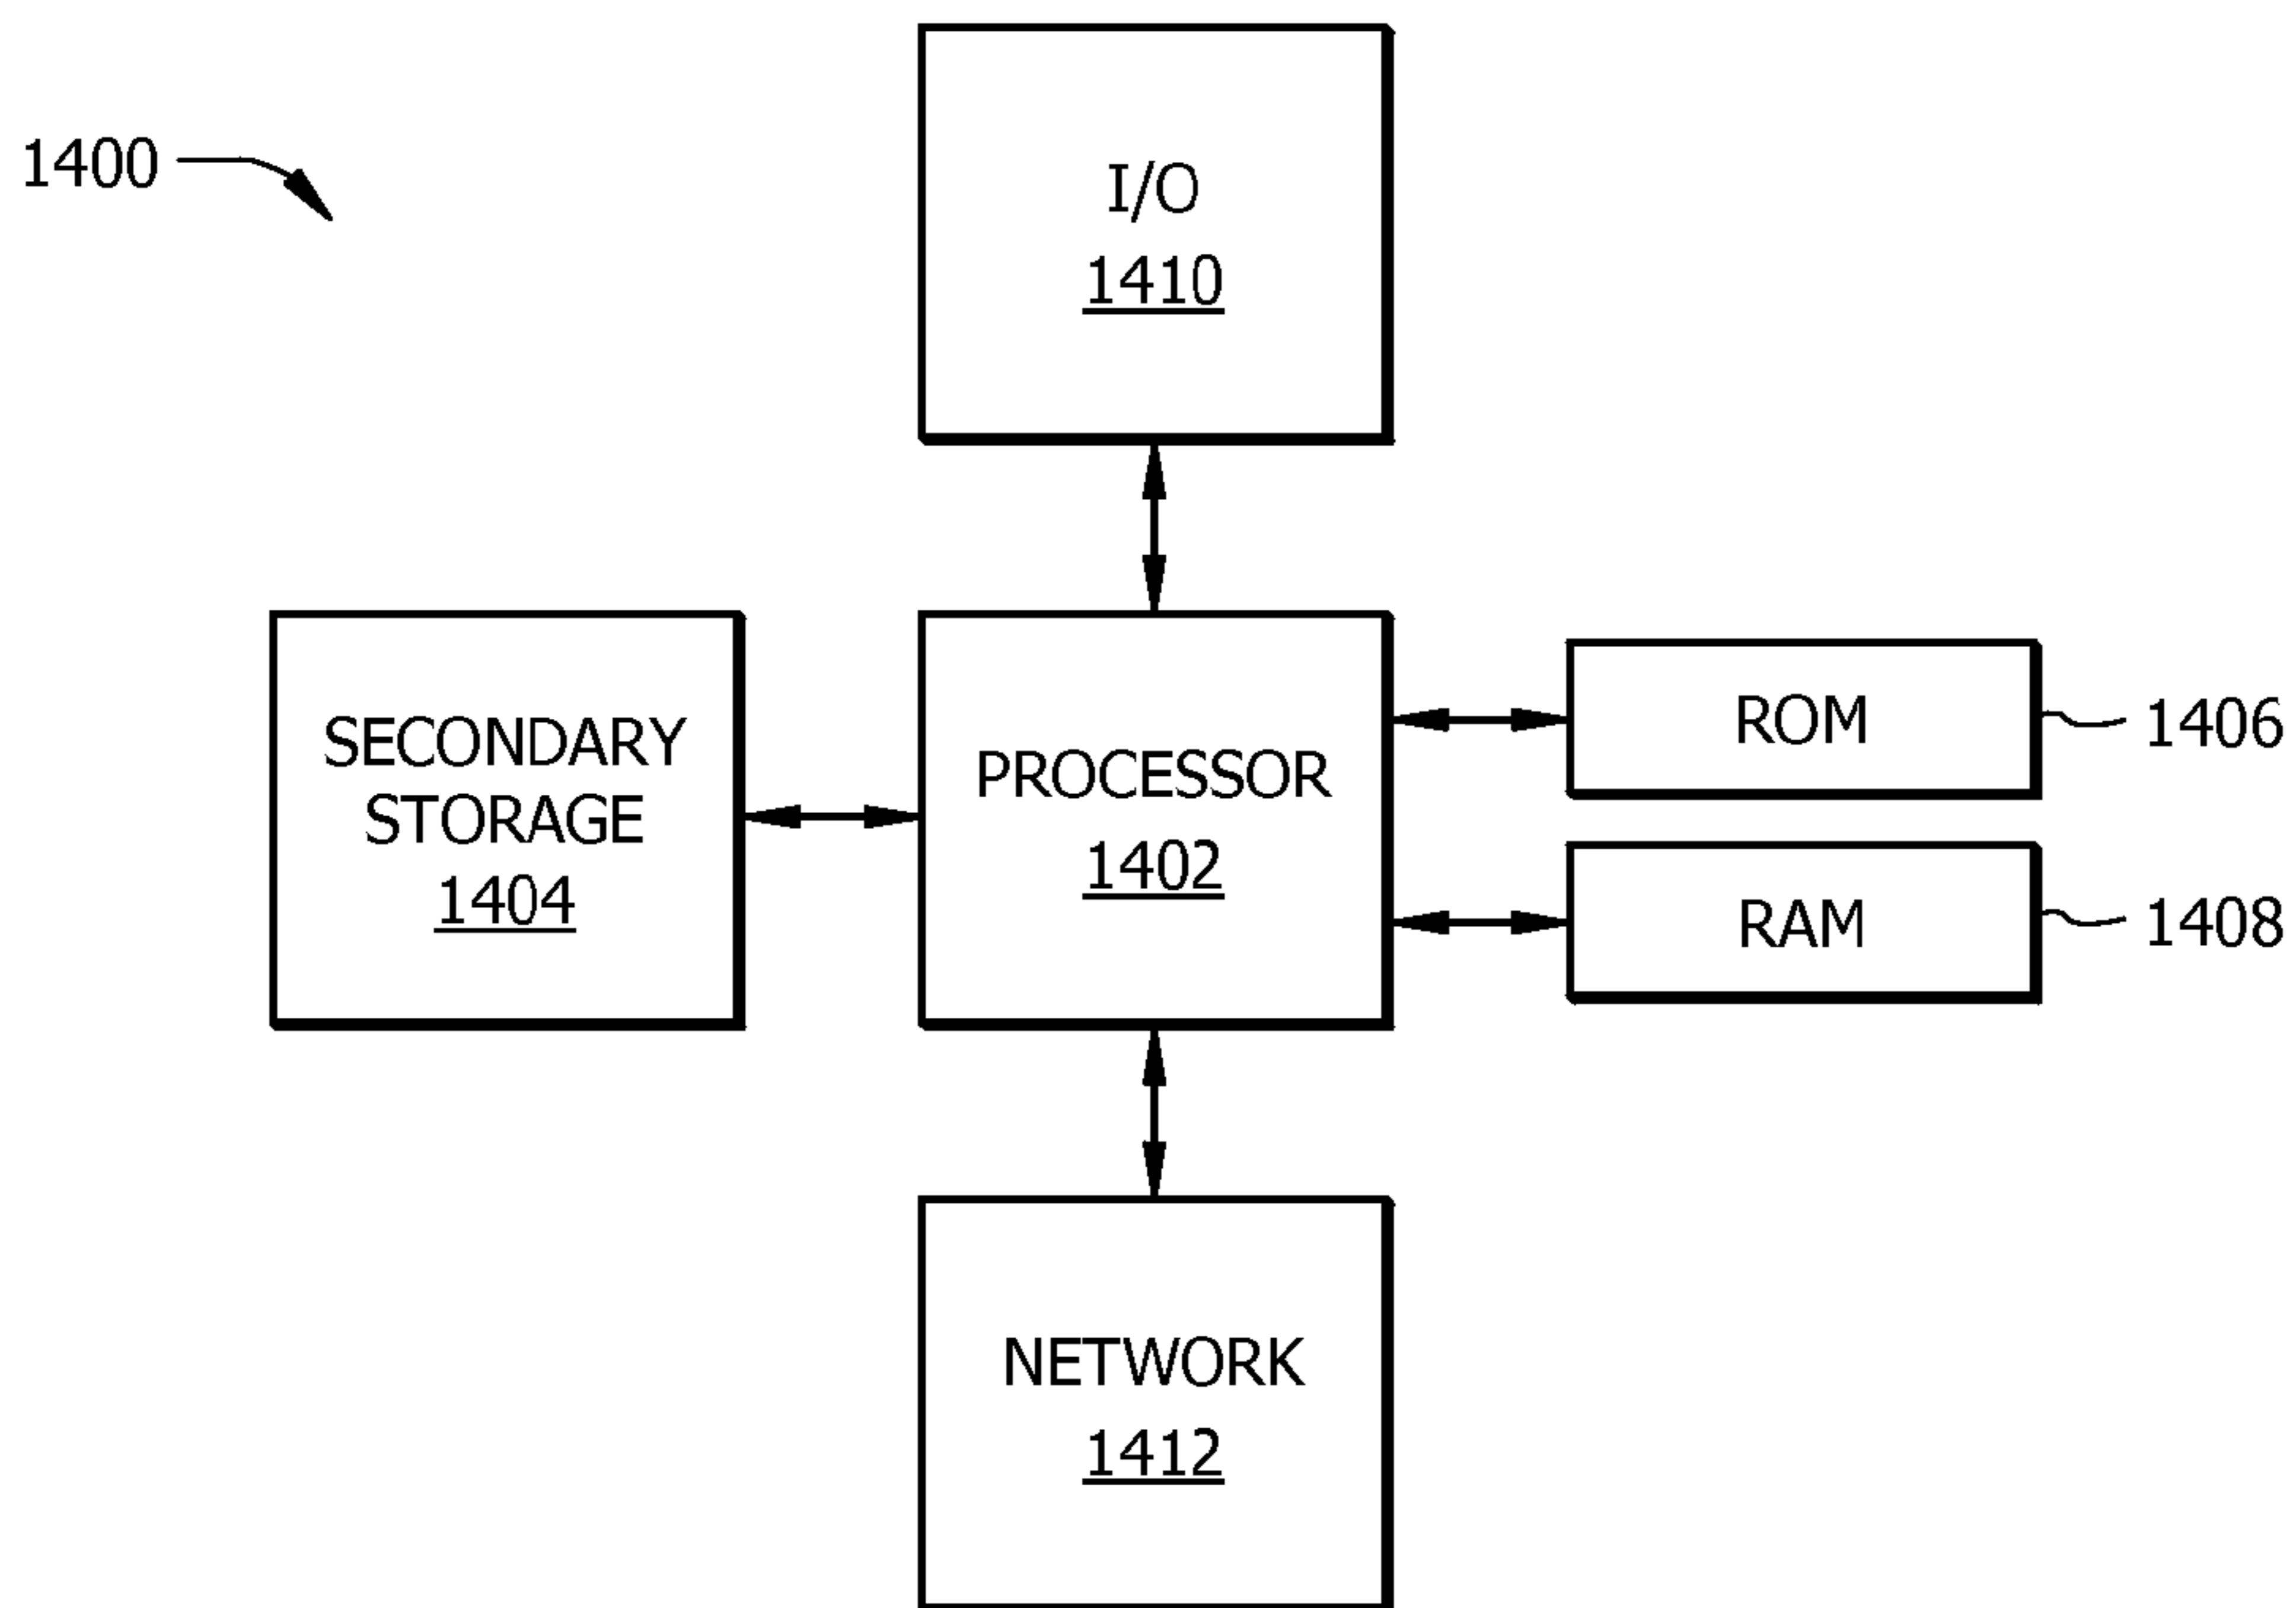 1400
I/O
1410
SECONDARY
STORAGE
1404
PROCESSOR
1402
ROM
1406
RAM
1408
NETWORK
1412